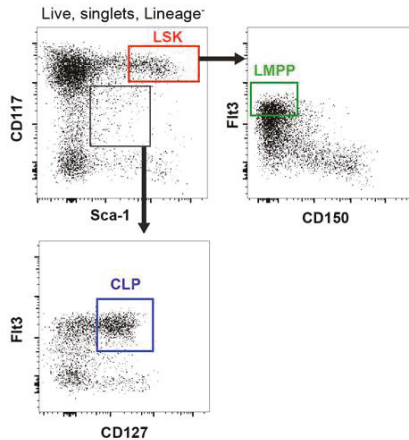 Live, singlets, Lineage⁻
LSK
CD117
Sca-1
LMPP
Flt3
CD150
CLP
Flt3
CD127